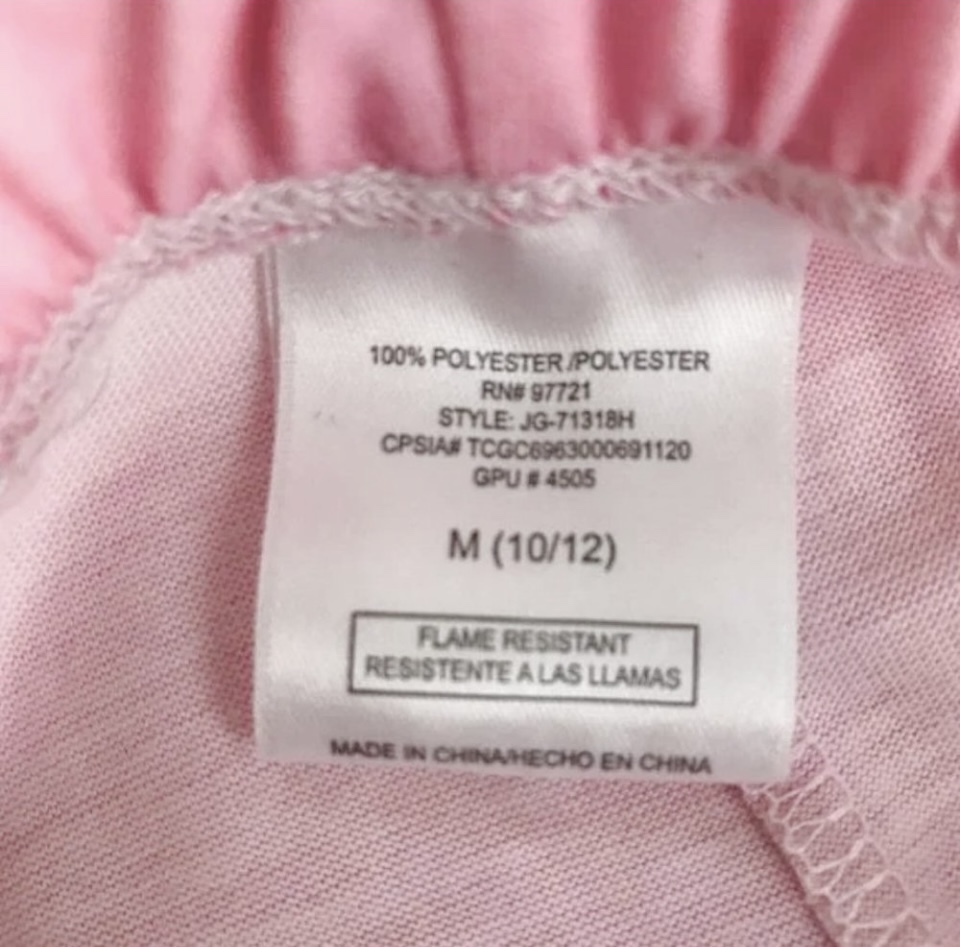 100% POLYESTER /POLYESTER
RN# 97721
STYLE: JG-71318H
CPSIA# TCGC6963000691120
GPU # 4505
M (10/12)
FLAME RESISTANT
RESISTENTE A LAS LLAMAS
MADE IN CHINA/HECHO EN CHINA